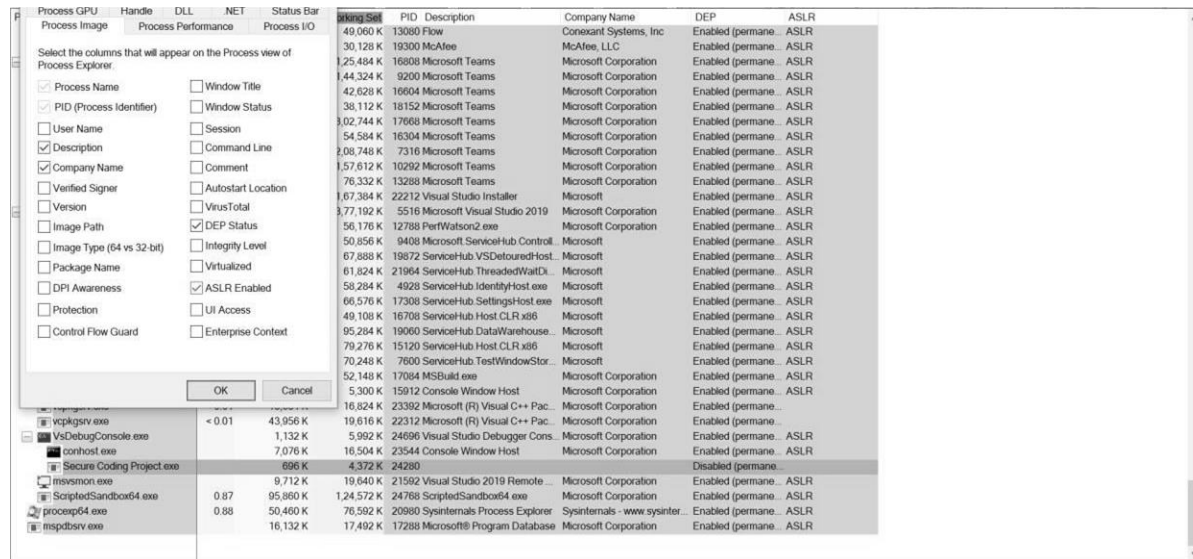 Process GPU Handle DLL .NET Status Bar
Process Image Process Performance Process I/O
Select the columns that will appear on the Process view of
Process Explorer.
Process Name Window Title
PID (Process Identifier) Window Status
User Name Session
Description Command Line
Company Name Comment
Verified Signer Autostart Location
Version VirusTotal
Image Path DEP Status
Image Type (64 vs 32-bit) Integrity Level
Package Name Virtualized
DPI Awareness ASLR Enabled
Protection UI Access
Control Flow Guard Enterprise Context
OK Cancel
Set PID Description Company Name DEP ASLR
49,060 K 13080 Flow Conexant Systems, Inc Enabled (permane... ASLR
30,128 K 19300 McAfee McAfee, LLC Enabled (permane... ASLR
,25,484 K 16808 Microsoft Teams Microsoft Corporation Enabled (permane... ASLR
,44,324 K 9200 Microsoft Teams Microsoft Corporation Enabled (permane... ASLR
42,628 K 16604 Microsoft Teams Microsoft Corporation Enabled (permane... ASLR
38,112 K 18152 Microsoft Teams Microsoft Corporation Enabled (permane... ASLR
,02,744 K 17668 Microsoft Teams Microsoft Corporation Enabled (permane... ASLR
54,584 K 16304 Microsoft Teams Microsoft Corporation Enabled (permane... ASLR
2,08,748 K 7316 Microsoft Teams Microsoft Corporation Enabled (permane... ASLR
,57,612 K 10292 Microsoft Teams Microsoft Corporation Enabled (permane... ASLR
76,332 K 13288 Microsoft Teams Microsoft Corporation Enabled (permane... ASLR
,67,384 K 22212 Visual Studio Installer Microsoft Enabled (permane... ASLR
,77,192 K 5516 Microsoft Visual Studio 2019 Microsoft Corporation Enabled (permane... ASLR
56,176 K 12788 PerfWatson2.exe Microsoft Corporation Enabled (permane... ASLR
50,856 K 9408 Microsoft.ServiceHub.Controll... Microsoft Enabled (permane... ASLR
67,888 K 19872 ServiceHub.VSDetouredHost... Microsoft Enabled (permane... ASLR
61,824 K 21964 ServiceHub.ThreadedWaitDi... Microsoft Enabled (permane... ASLR
58,284 K 4928 ServiceHub.IdentityHost.exe Microsoft Enabled (permane... ASLR
66,576 K 17308 ServiceHub.SettingsHost.exe Microsoft Enabled (permane... ASLR
49,108 K 16708 ServiceHub.Host.CLR.x86 Microsoft Enabled (permane... ASLR
95,284 K 19060 ServiceHub.DataWarehouse... Microsoft Enabled (permane... ASLR
79,276 K 15120 ServiceHub.Host.CLR.x86 Microsoft Enabled (permane... ASLR
70,248 K 7600 ServiceHub.TestWindowStor... Microsoft Enabled (permane... ASLR
52,148 K 17084 MSBuild.exe Microsoft Corporation Enabled (permane... ASLR
5,300 K 15912 Console Window Host Microsoft Corporation Enabled (permane... ASLR
16,824 K 23392 Microsoft (R) Visual C++ Pac... Microsoft Corporation Enabled (permane...
vcpkgsrv.exe < 0.01 43,956 K 19,616 K 22312 Microsoft (R) Visual C++ Pac... Microsoft Corporation Enabled (permane...
VsDebugConsole.exe 1,132 K 5,992 K 24696 Visual Studio Debugger Cons... Microsoft Corporation Enabled (permane... ASLR
conhost.exe 7,076 K 16,504 K 23544 Console Window Host Microsoft Corporation Enabled (permane... ASLR
Secure Coding Project.exe 696 K 4,372 K 24280 Disabled (permane...
msvsmon.exe 9,712 K 19,640 K 21592 Visual Studio 2019 Remote ... Microsoft Corporation Enabled (permane... ASLR
ScriptedSandbox64.exe 0.87 95,860 K 1,24,572 K 24768 ScriptedSandbox64.exe Microsoft Corporation Enabled (permane... ASLR
procexp64.exe 0.88 50,460 K 76,592 K 20980 Sysinternals Process Explorer Sysinternals - www.sysinter... Enabled (permane... ASLR
mspdbsrv.exe 16,132 K 17,492 K 17288 Microsoft® Program Database Microsoft Corporation Enabled (permane... ASLR